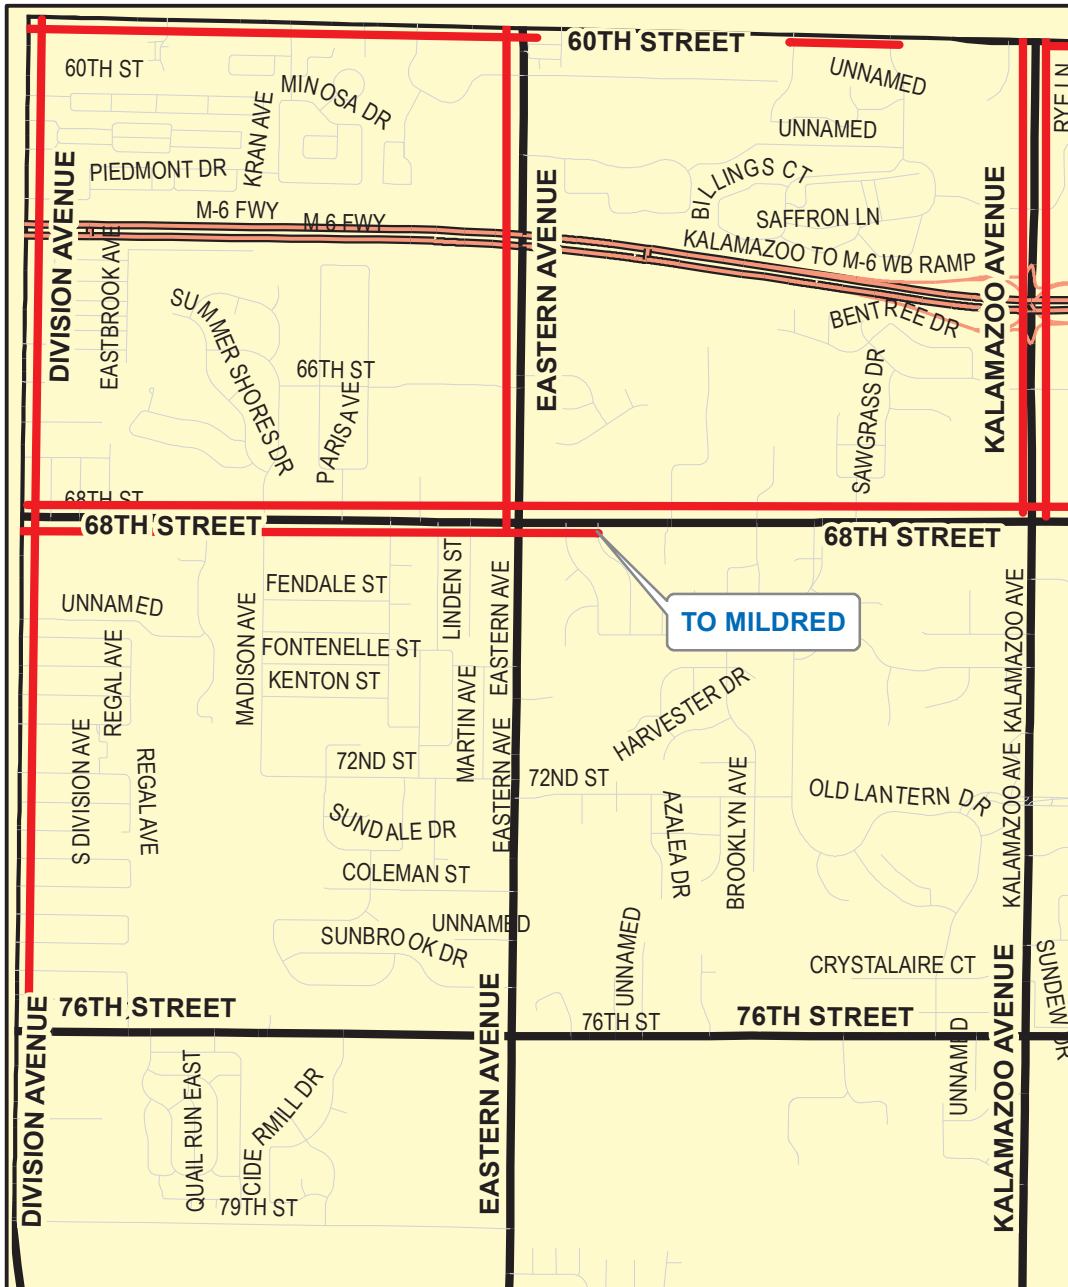 60TH STREET
60TH ST
UNNAMED
RYE LN
MINOSA DR
KRAN AVE
UNNAMED
PIEDMONT DR
BILLINGS CT
DIVISION AVENUE
EASTERN AVENUE
KALAMAZOO AVENUE
M-6 FWY
M-6 FWY
SAFFRON LN
KALAMAZOO TO M-6 WB RAMP
EASTBROOK AVE
SUMMER SHORES DR
BENTREE DR
66TH ST
PARIS AVE
SAWGRASS DR
68TH ST
68TH STREET
68TH STREET
TO MILDRED
UNNAMED
FENDALE ST
LINDEN ST
EASTERN AVE
KALAMAZOO AVE
MADISON AVE
REGAL AVE
FONTENELLE ST
KENTON ST
MARTIN AVE
HARVESTER DR
S DIVISION AVE
REGAL AVE
72ND ST
EASTERN AVE
72ND ST
BROOKLYN AVE
AZALEA DR
OLD LANTERN DR
KALAMAZOO AVE
SUNDALE DR
COLEMAN ST
UNNAMED
SUNBROOK DR
UNNAMED
CRYSTALAIRE CT
SUNDEW DR
76TH STREET
76TH ST
76TH STREET
DIVISION AVENUE
EASTERN AVENUE
KALAMAZOO AVENUE
UNNAMED
QUAIL RUN EAST
CIDERMILL DR
79TH ST